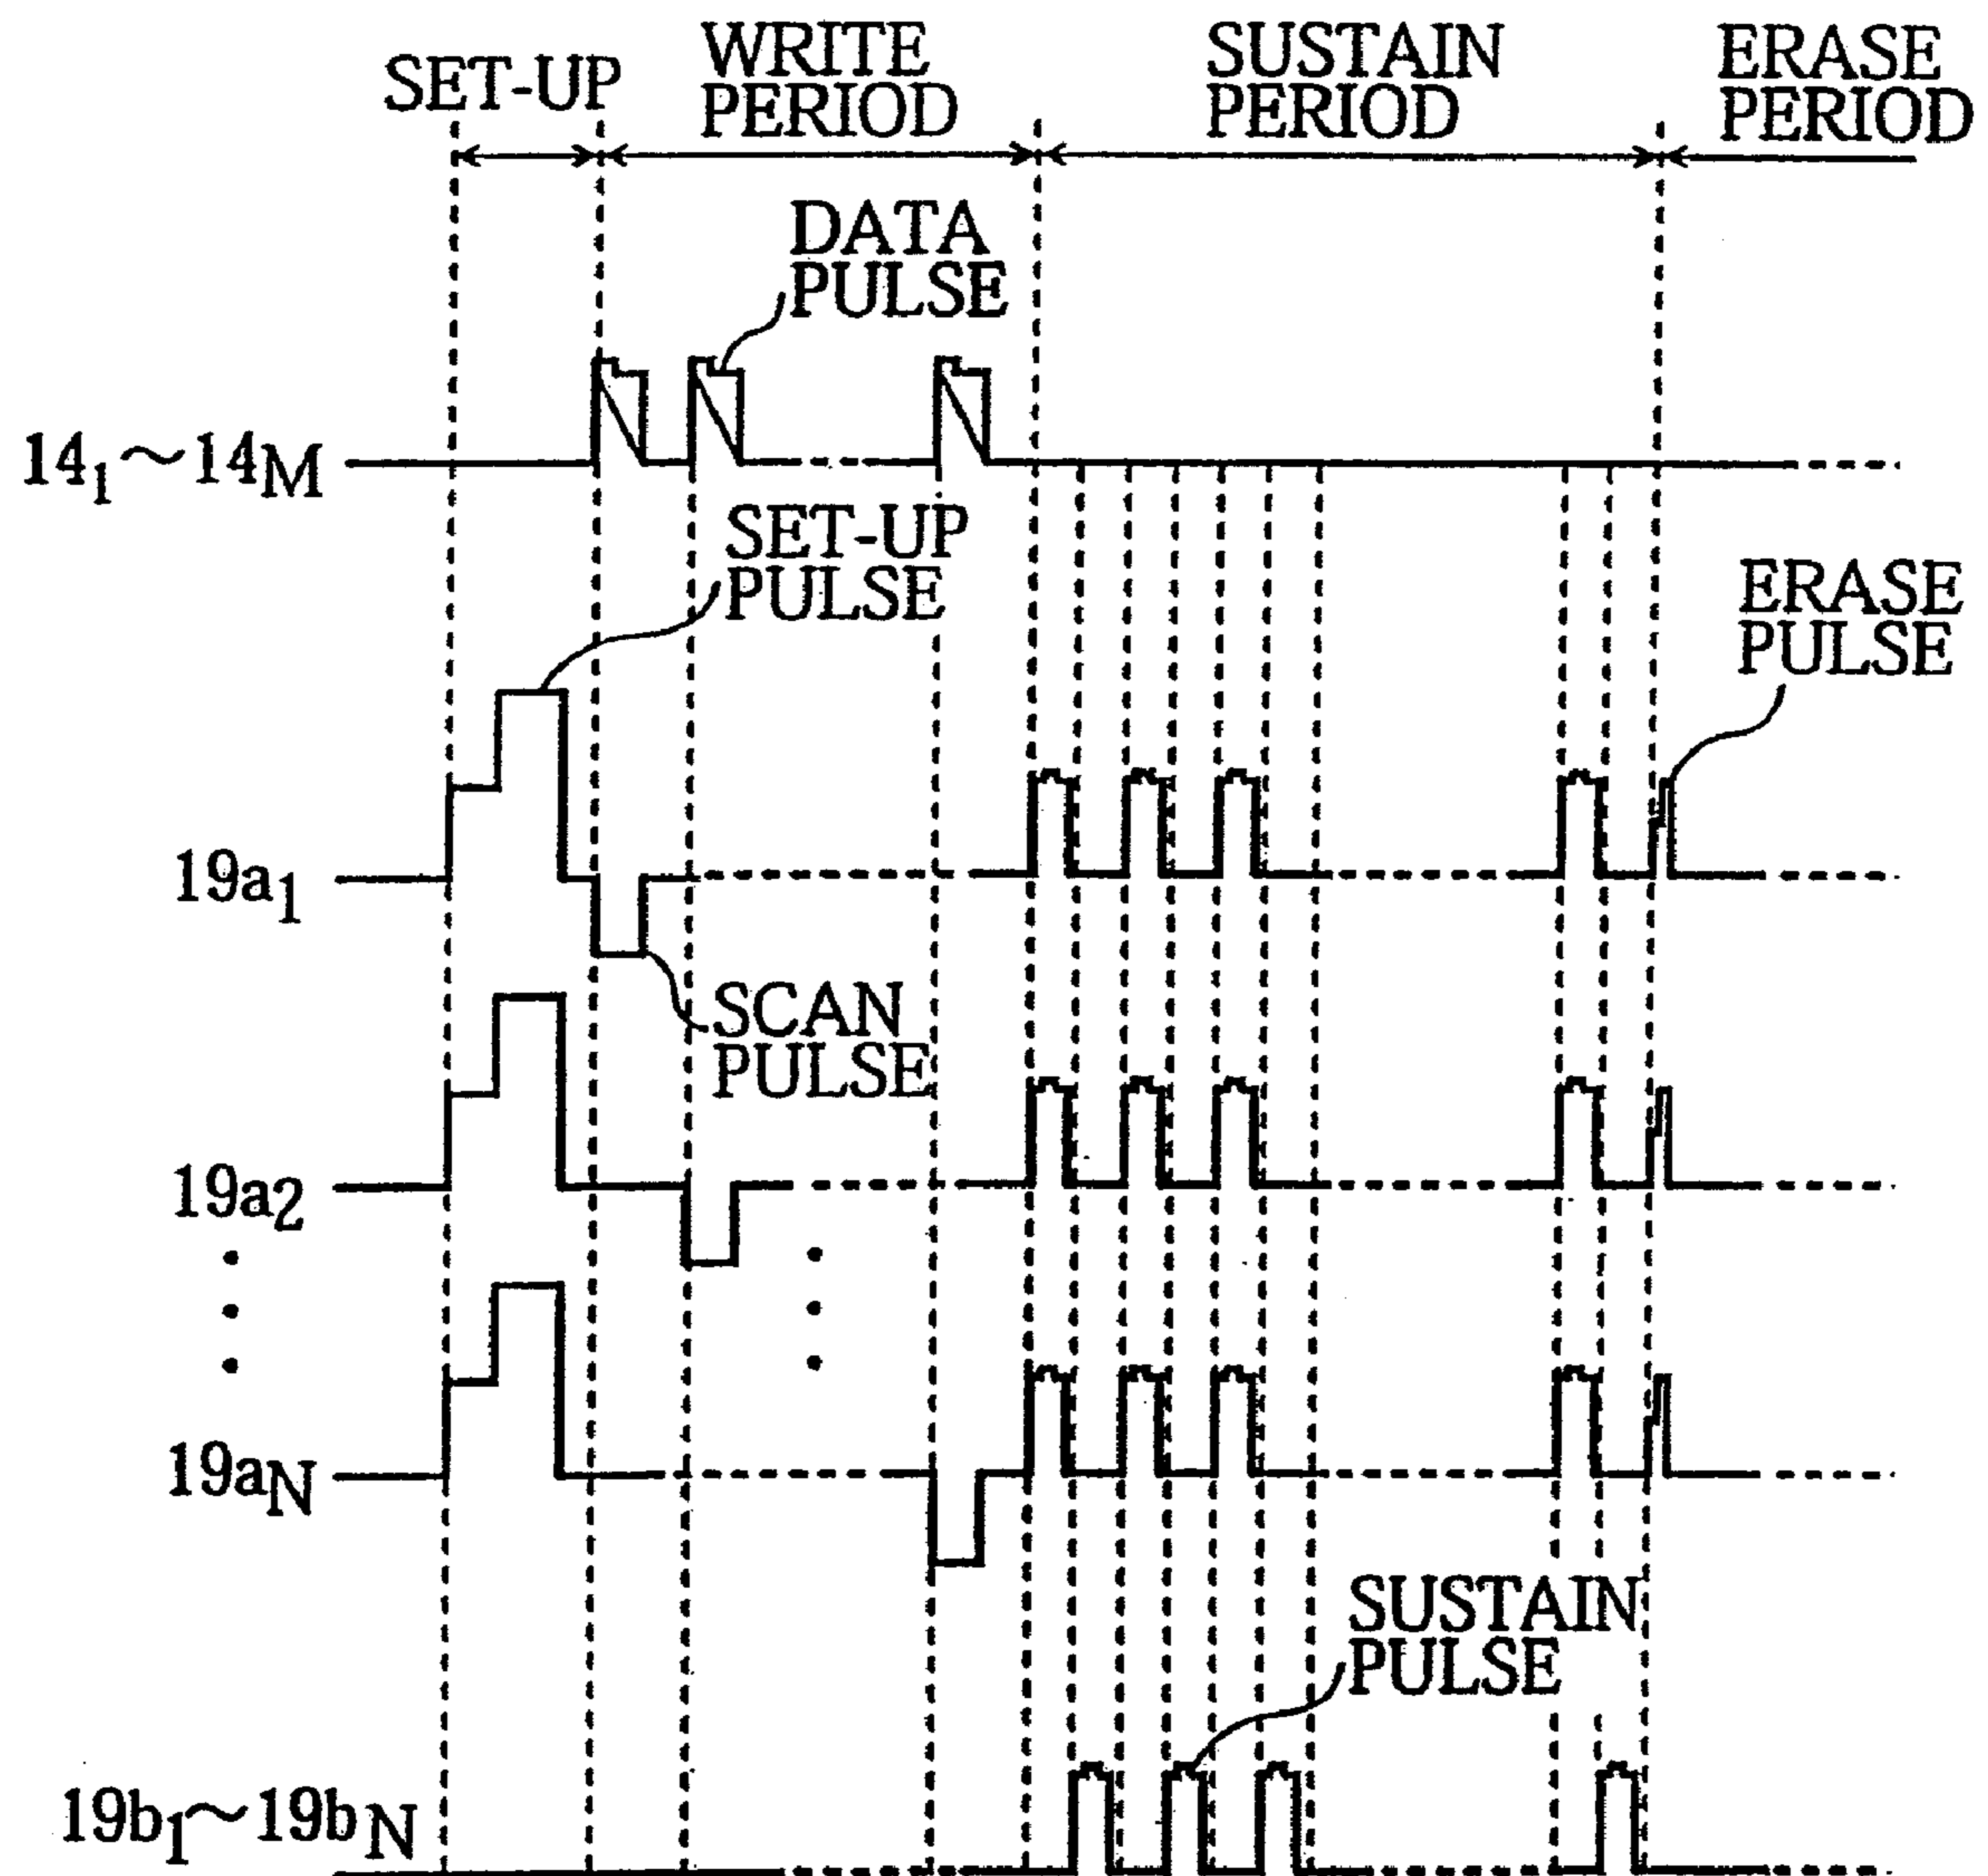 SET-UP
WRITE
PERIOD
SUSTAIN
PERIOD
ERASE
PERIOD
DATA
PULSE
14₁～14M
SET-UP
PULSE
ERASE
PULSE
19a₁
SCAN
PULSE
19a₂
19aN
SUSTAIN
PULSE
19b₁～19bN